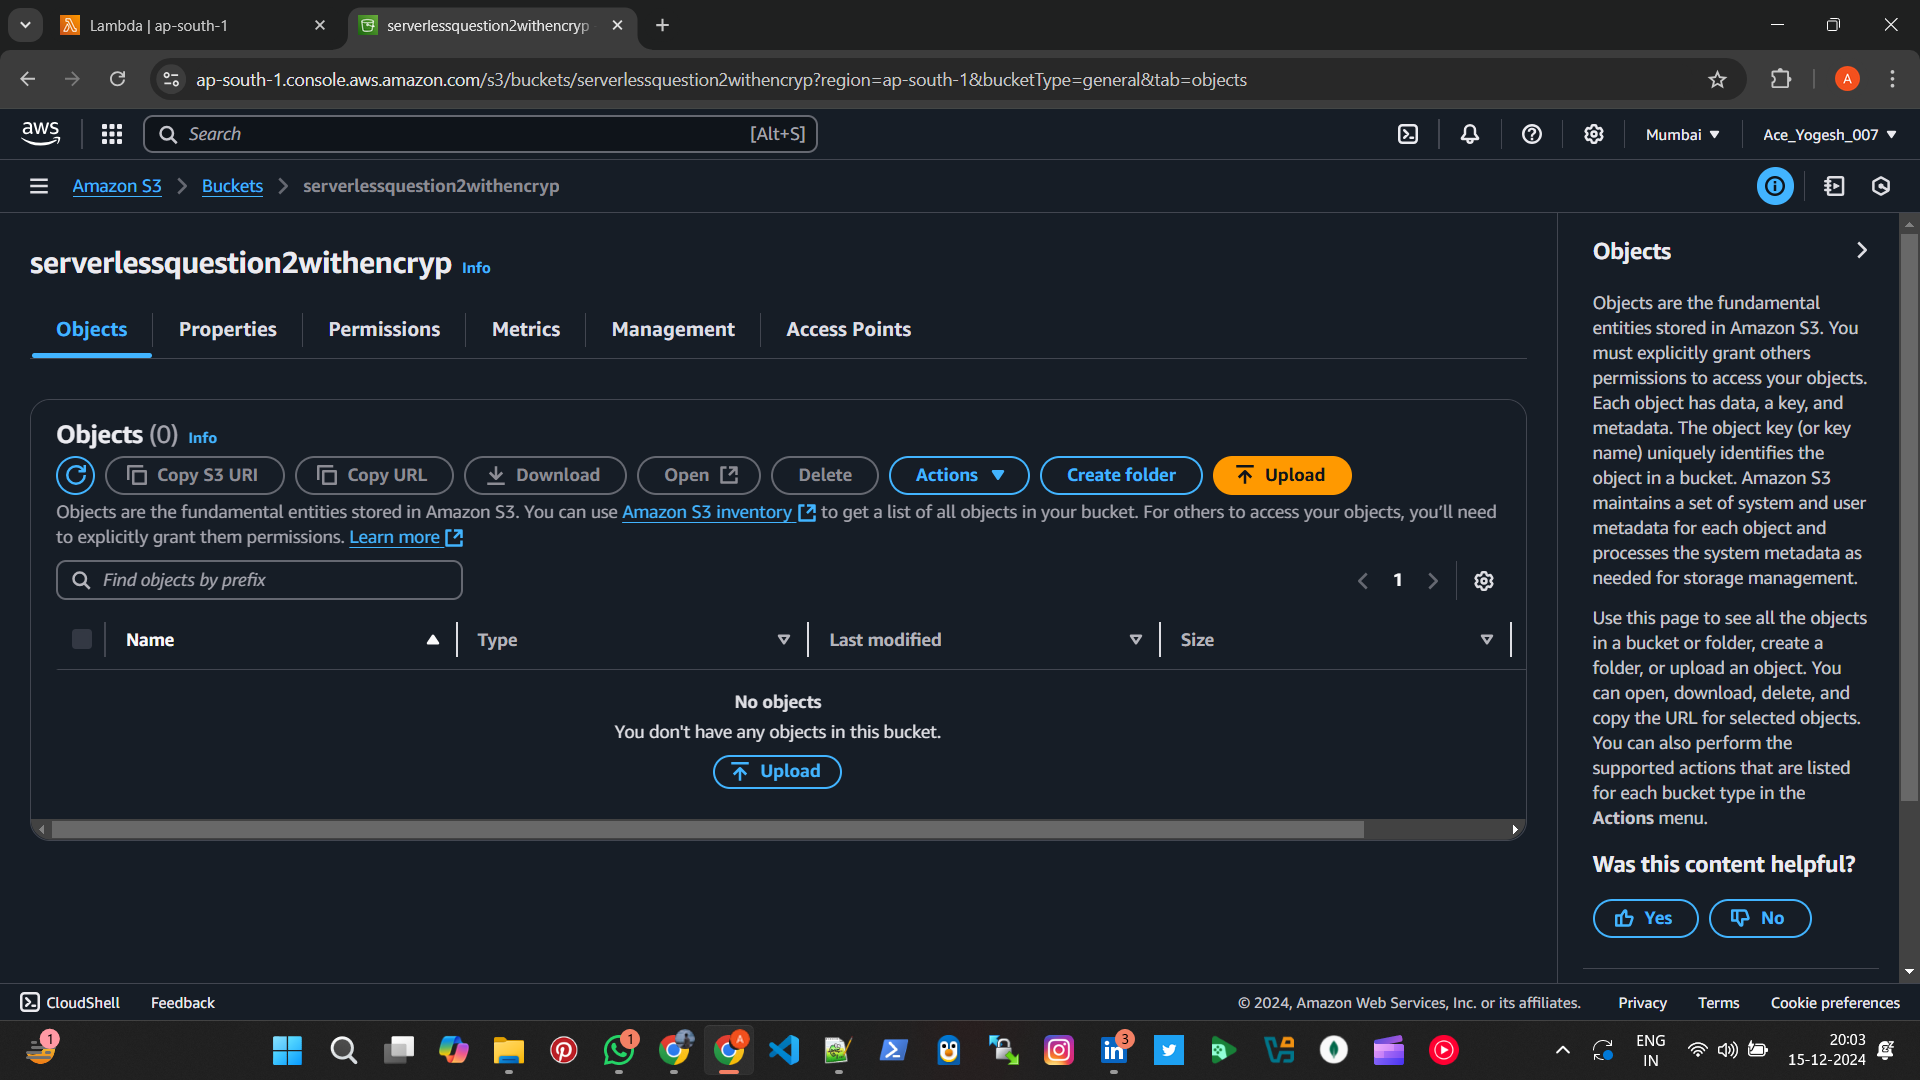 Lambda | ap-south-1
serverlessquestion2withencryp
ap-south-1.console.aws.amazon.com/s3/buckets/serverlessquestion2withencryp?region=ap-south-1&bucketType=general&tab=objects
A
aws
Search
[Alt+S]
Mumbai
Ace_Yogesh_007
Amazon S3
Buckets
serverlessquestion2withencryp
serverlessquestion2withencryp Info
Objects
Properties
Permissions
Metrics
Management
Access Points
Objects (0) Info
Copy S3 URI
Copy URL
Download
Open
Delete
Actions
Create folder
Upload
Objects are the fundamental entities stored in Amazon S3. You can use Amazon S3 inventory to get a list of all objects in your bucket. For others to access your objects, you’ll need
to explicitly grant them permissions. Learn more
Find objects by prefix
1
Name
Type
Last modified
Size
No objects
You don't have any objects in this bucket.
Upload
Objects
Objects are the fundamental
entities stored in Amazon S3. You
must explicitly grant others
permissions to access your objects.
Each object has data, a key, and
metadata. The object key (or key
name) uniquely identifies the
object in a bucket. Amazon S3
maintains a set of system and user
metadata for each object and
processes the system metadata as
needed for storage management.
Use this page to see all the objects
in a bucket or folder, create a
folder, or upload an object. You
can open, download, delete, and
copy the URL for selected objects.
You can also perform the
supported actions that are listed
for each bucket type in the
Actions menu.
Was this content helpful?
Yes
No
CloudShell
Feedback
© 2024, Amazon Web Services, Inc. or its affiliates.
Privacy
Terms
Cookie preferences
1
1
A
in
3
ENG
IN
20:03
15-12-2024